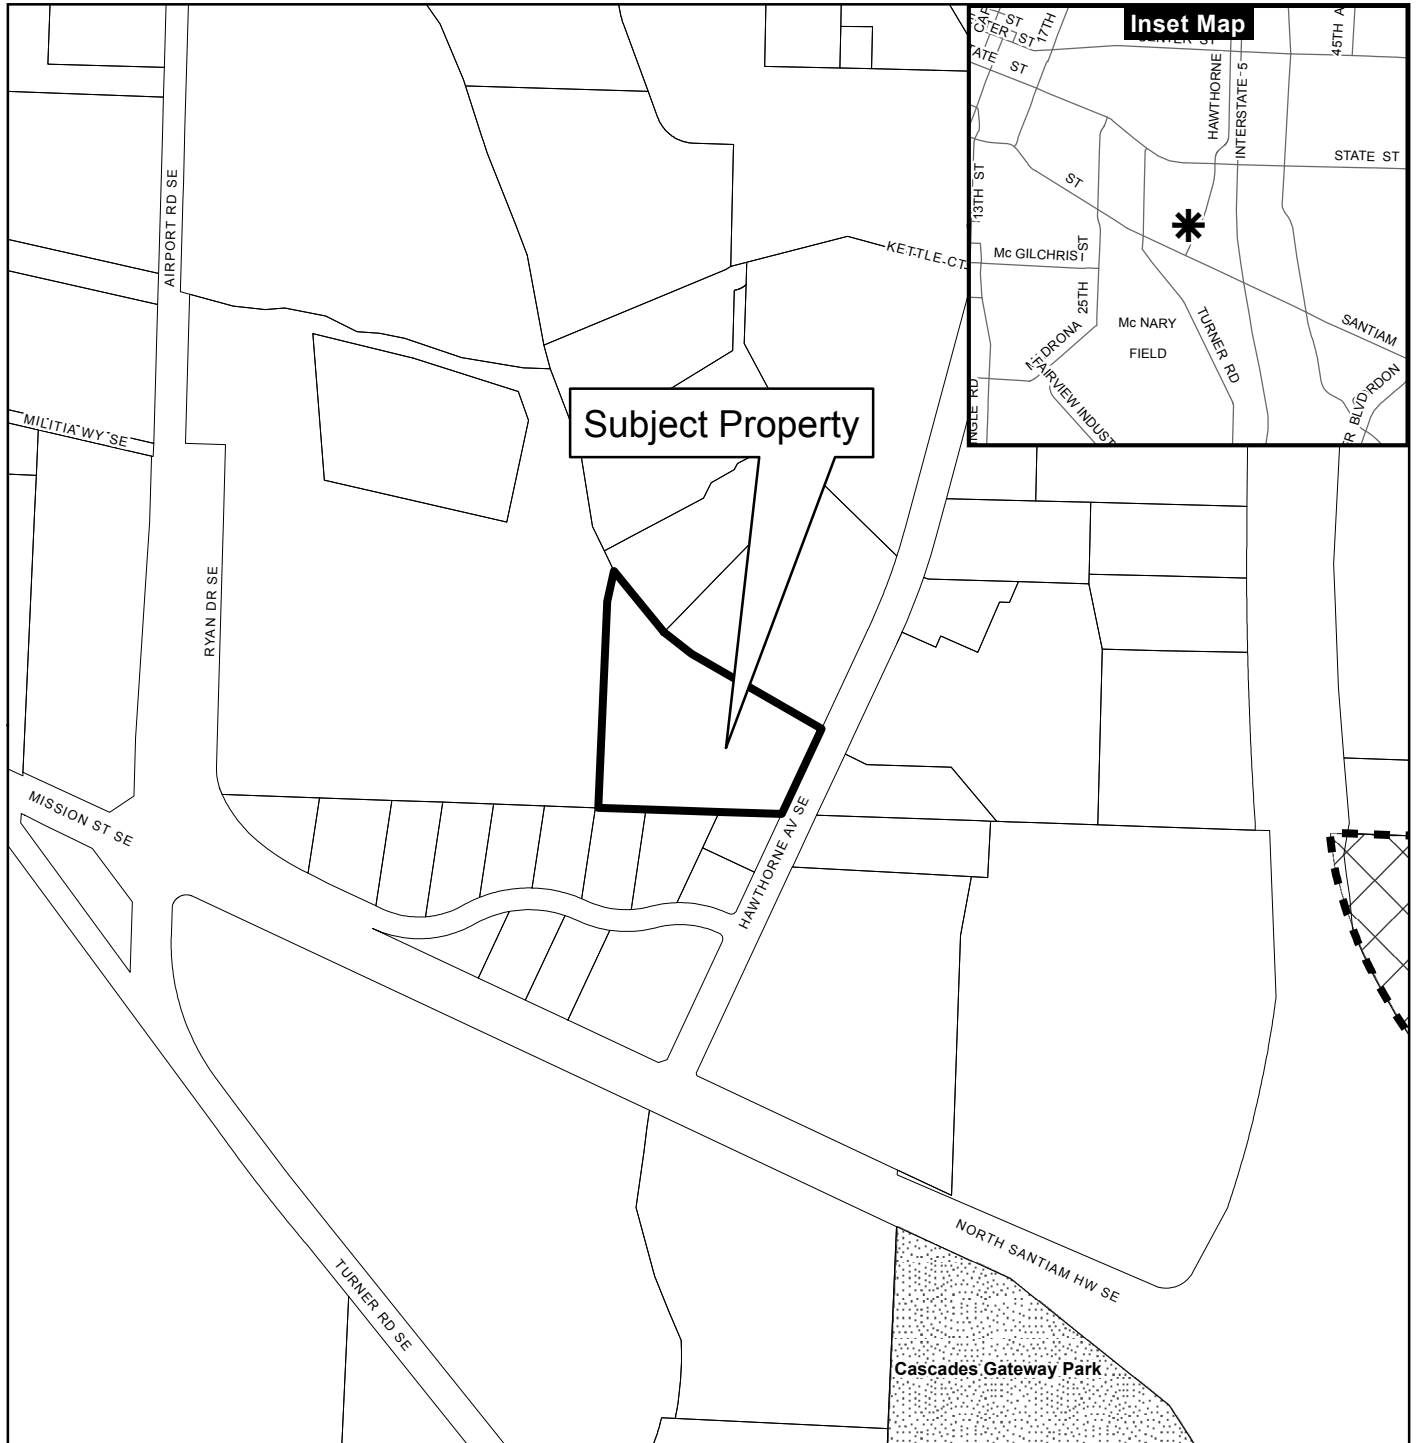 Inset Map
ST
17TH
45TH A
CENTER ST
ST
HAWTHORNE
INTERSTATE 5
STATE ST
13TH ST
ST
Mc GILCHRIST
25TH ST
Mc NARY
FIELD
TURNER RD
SANTIAM
FAIRVIEW INDUST
AIRPORT RD SE
KETTLE CT
MILITIA WY SE
Subject Property
RYAN DR SE
MISSION ST SE
HAWTHORNE AV SE
NORTH SANTIAM HW SE
TURNER RD SE
Cascades Gateway Park